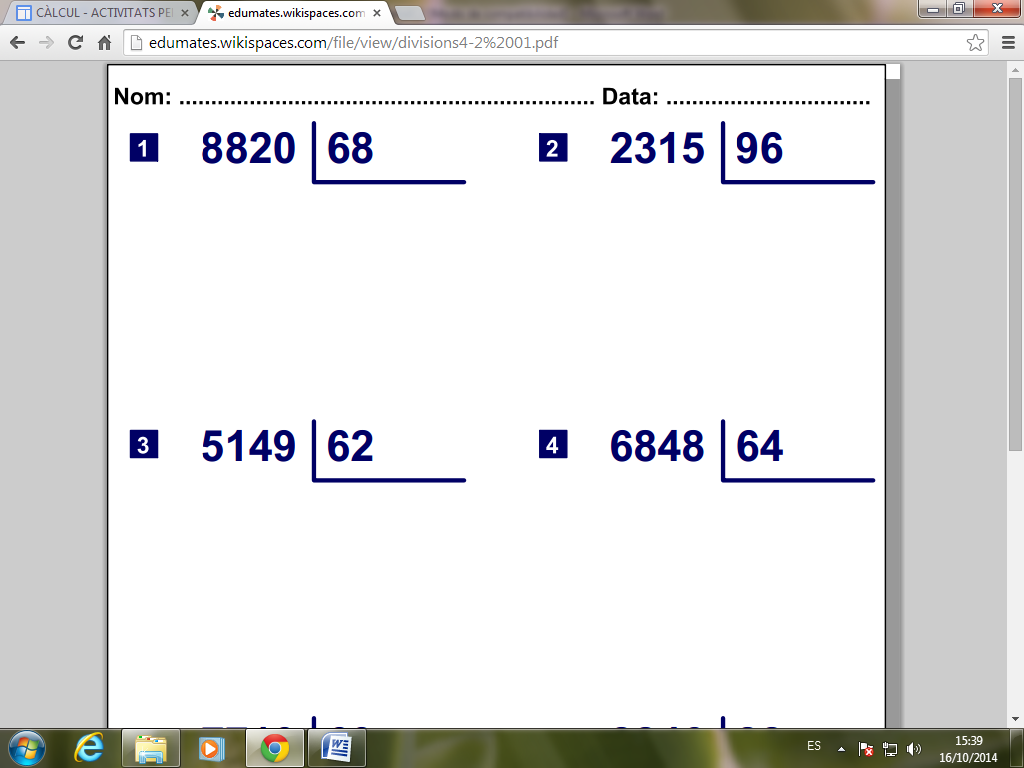 CÀLCUL - ACTIVITATS PE
edumates.wikispaces.com
edumates.wikispaces.com/file/view/divisions4-2%2001.pdf
Nom: ................................................................ Data: ................................
1 8820 68
2 2315 96
3 5149 62
4 6848 64
ES
15:39
16/10/2014